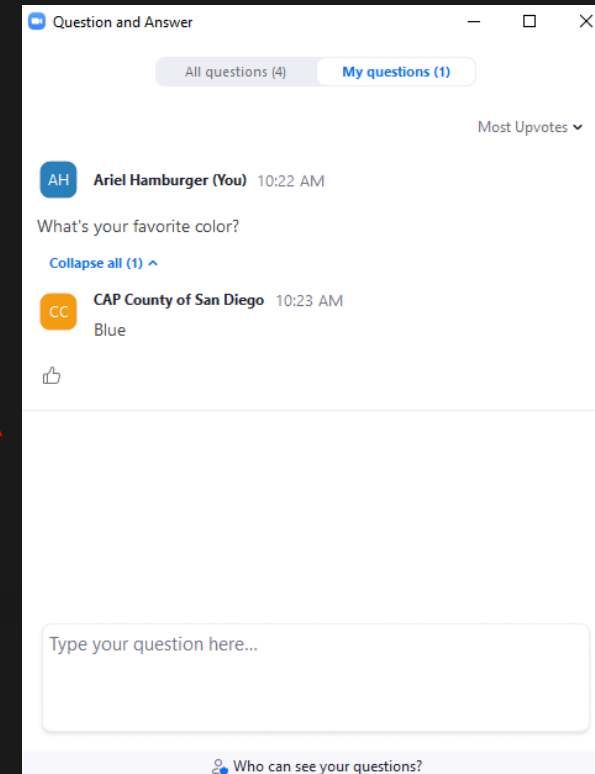 Question and Answer
All questions (4) My questions (1)
Most Upvotes
AH Ariel Hamburger (You) 10:22 AM
What's your favorite color?
Collapse all (1)
CC CAP County of San Diego 10:23 AM
Blue
Type your question here...
Who can see your questions?